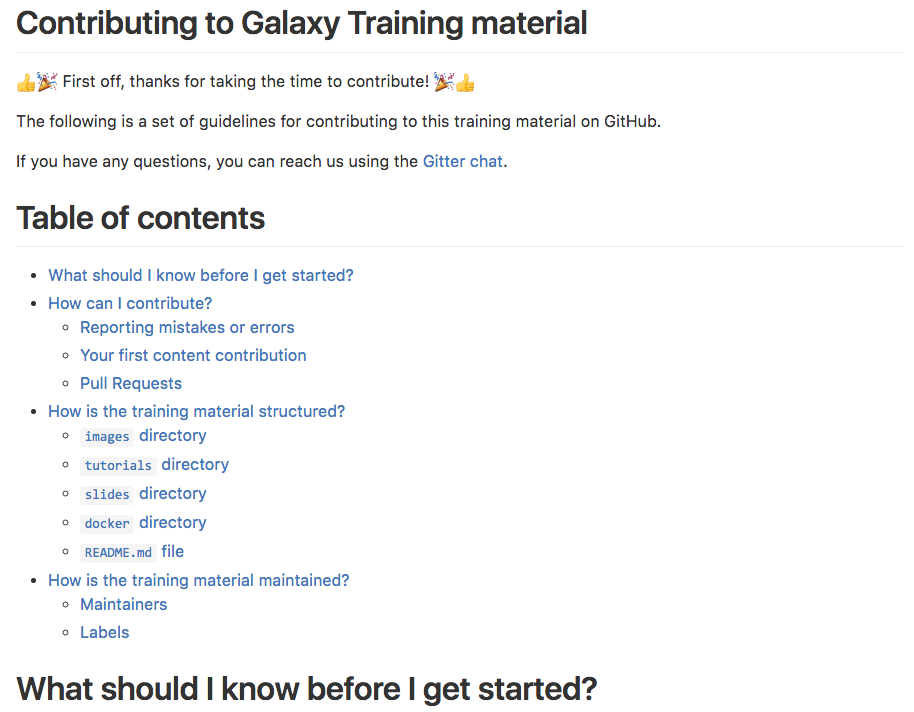 Contributing to Galaxy Training material
👍🎉 First off, thanks for taking the time to contribute! 🎉👍
The following is a set of guidelines for contributing to this training material on GitHub.
If you have any questions, you can reach us using the Gitter chat.
Table of contents
• What should I know before I get started?
• How can I contribute?
◦ Reporting mistakes or errors
◦ Your first content contribution
◦ Pull Requests
• How is the training material structured?
◦ images directory
◦ tutorials directory
◦ slides directory
◦ docker directory
◦ README.md file
• How is the training material maintained?
◦ Maintainers
◦ Labels
What should I know before I get started?